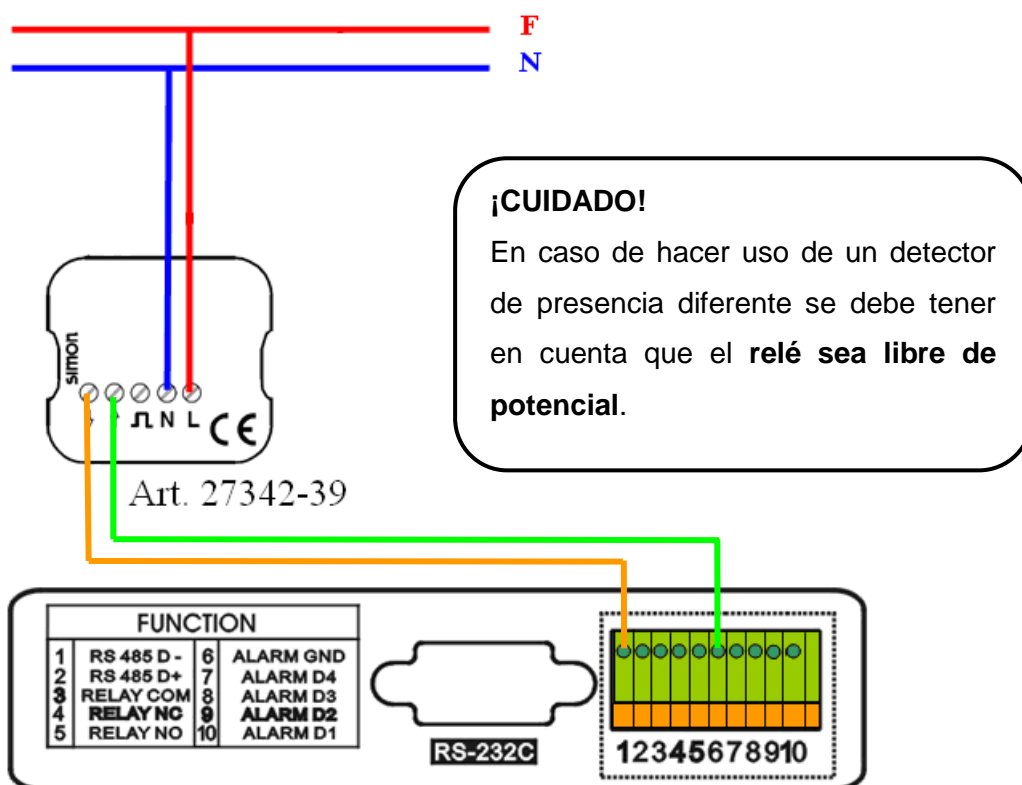 F
N
¡CUIDADO!
En caso de hacer uso de un detector
de presencia diferente se debe tener
en cuenta que el relé sea libre de
potencial.
simon
N L CE
Art. 27342-39
FUNCTION
1 RS 485 D - 6 ALARM GND
2 RS 485 D+ 7 ALARM D4
3 RELAY COM 8 ALARM D3
4 RELAY NC 9 ALARM D2
5 RELAY NO 10 ALARM D1
RS-232C
12345678910